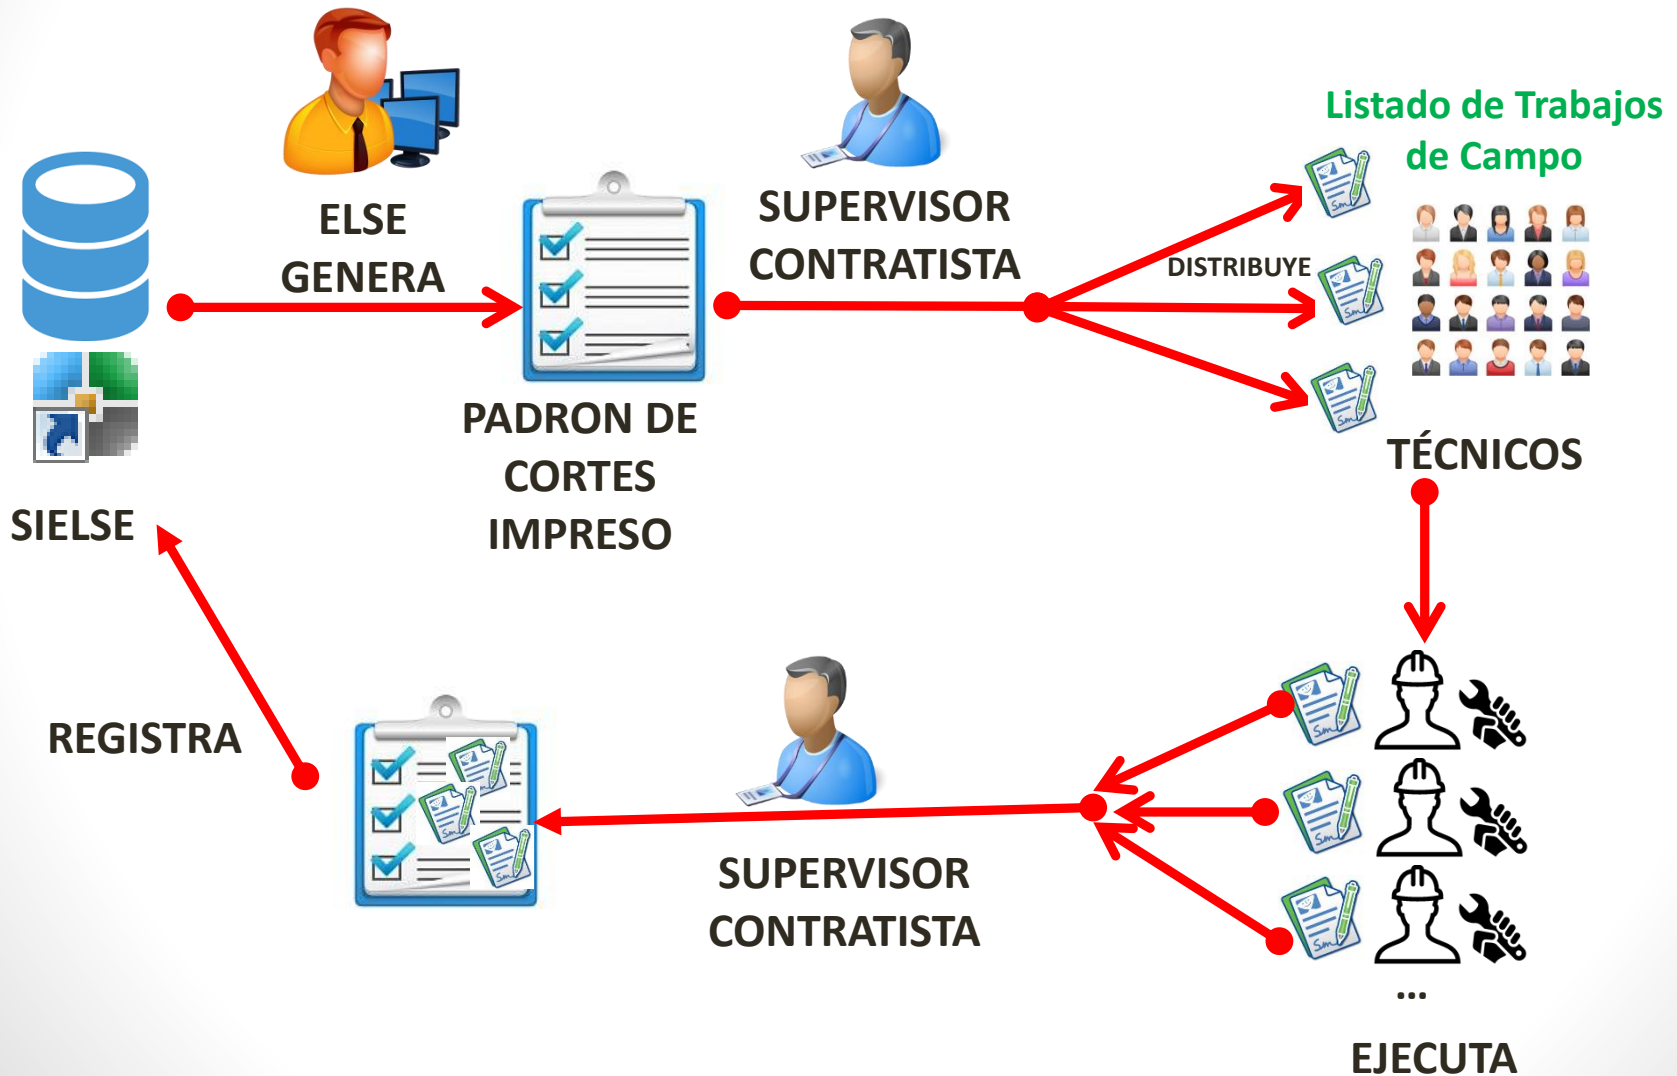 ELSE
GENERA
SUPERVISOR
CONTRATISTA
Listado de Trabajos
de Campo
DISTRIBUYE
PADRON DE
CORTES
IMPRESO
TÉCNICOS
SIELSE
REGISTRA
SUPERVISOR
CONTRATISTA
...
EJECUTA